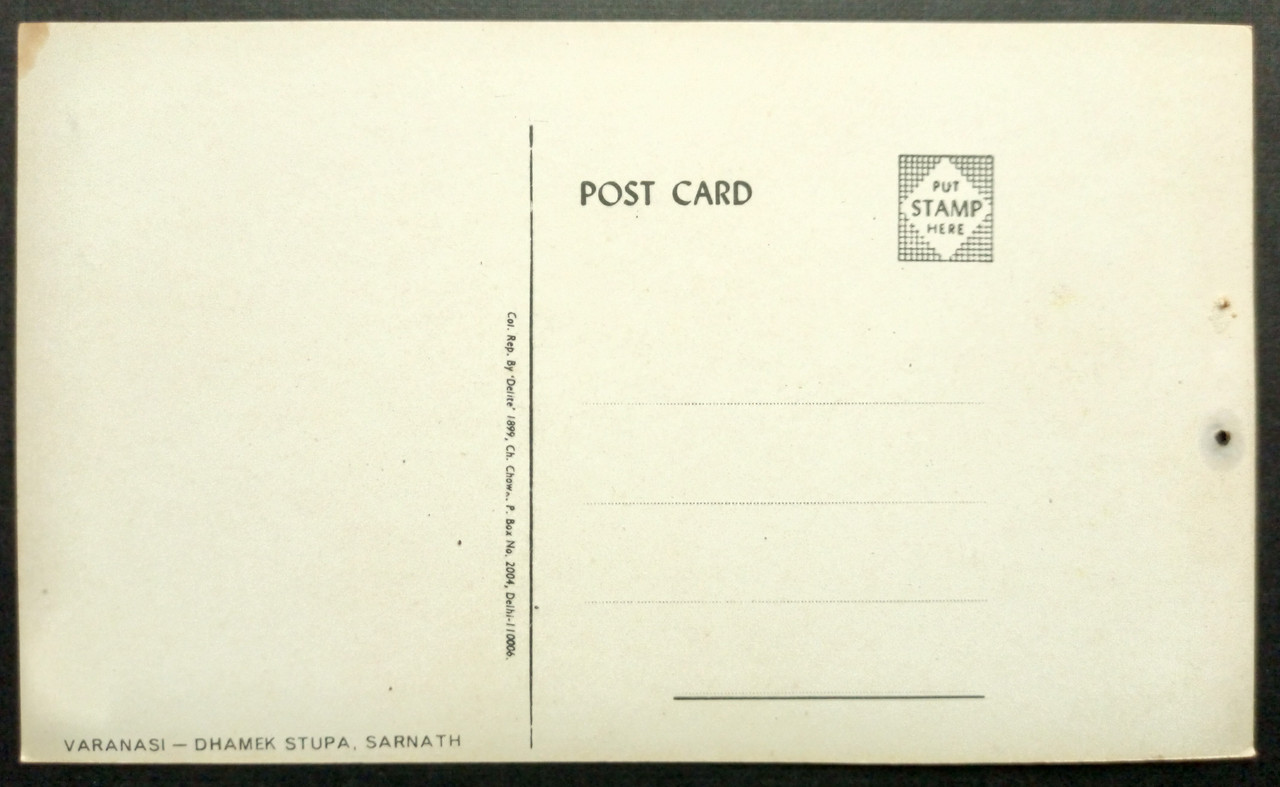 POST CARD
PUT
STAMP
HERE
Col. Rep. By 'Delite' 1899, Ch. Chowk. P. Box No. 2004, Delhi-110006.
VARANASI — DHAMEK STUPA, SARNATH